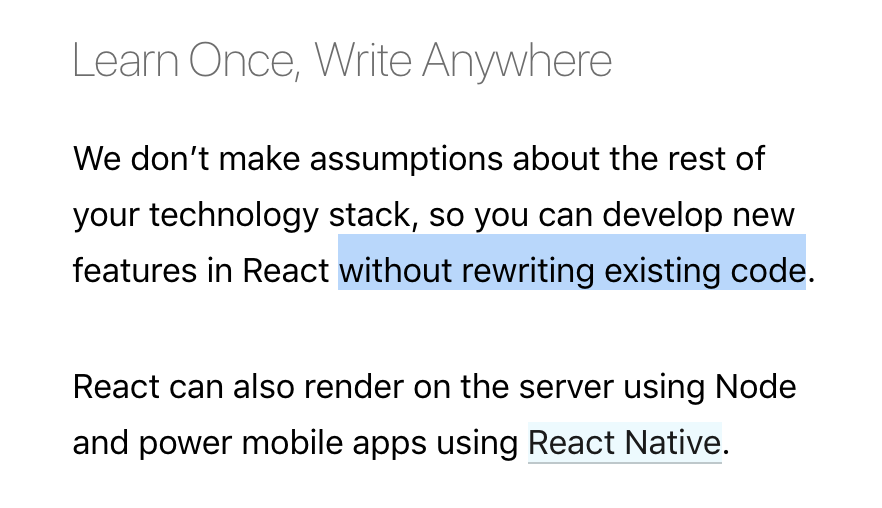 Learn Once, Write Anywhere
We don’t make assumptions about the rest of
your technology stack, so you can develop new
features in React without rewriting existing code.
React can also render on the server using Node
and power mobile apps using React Native.